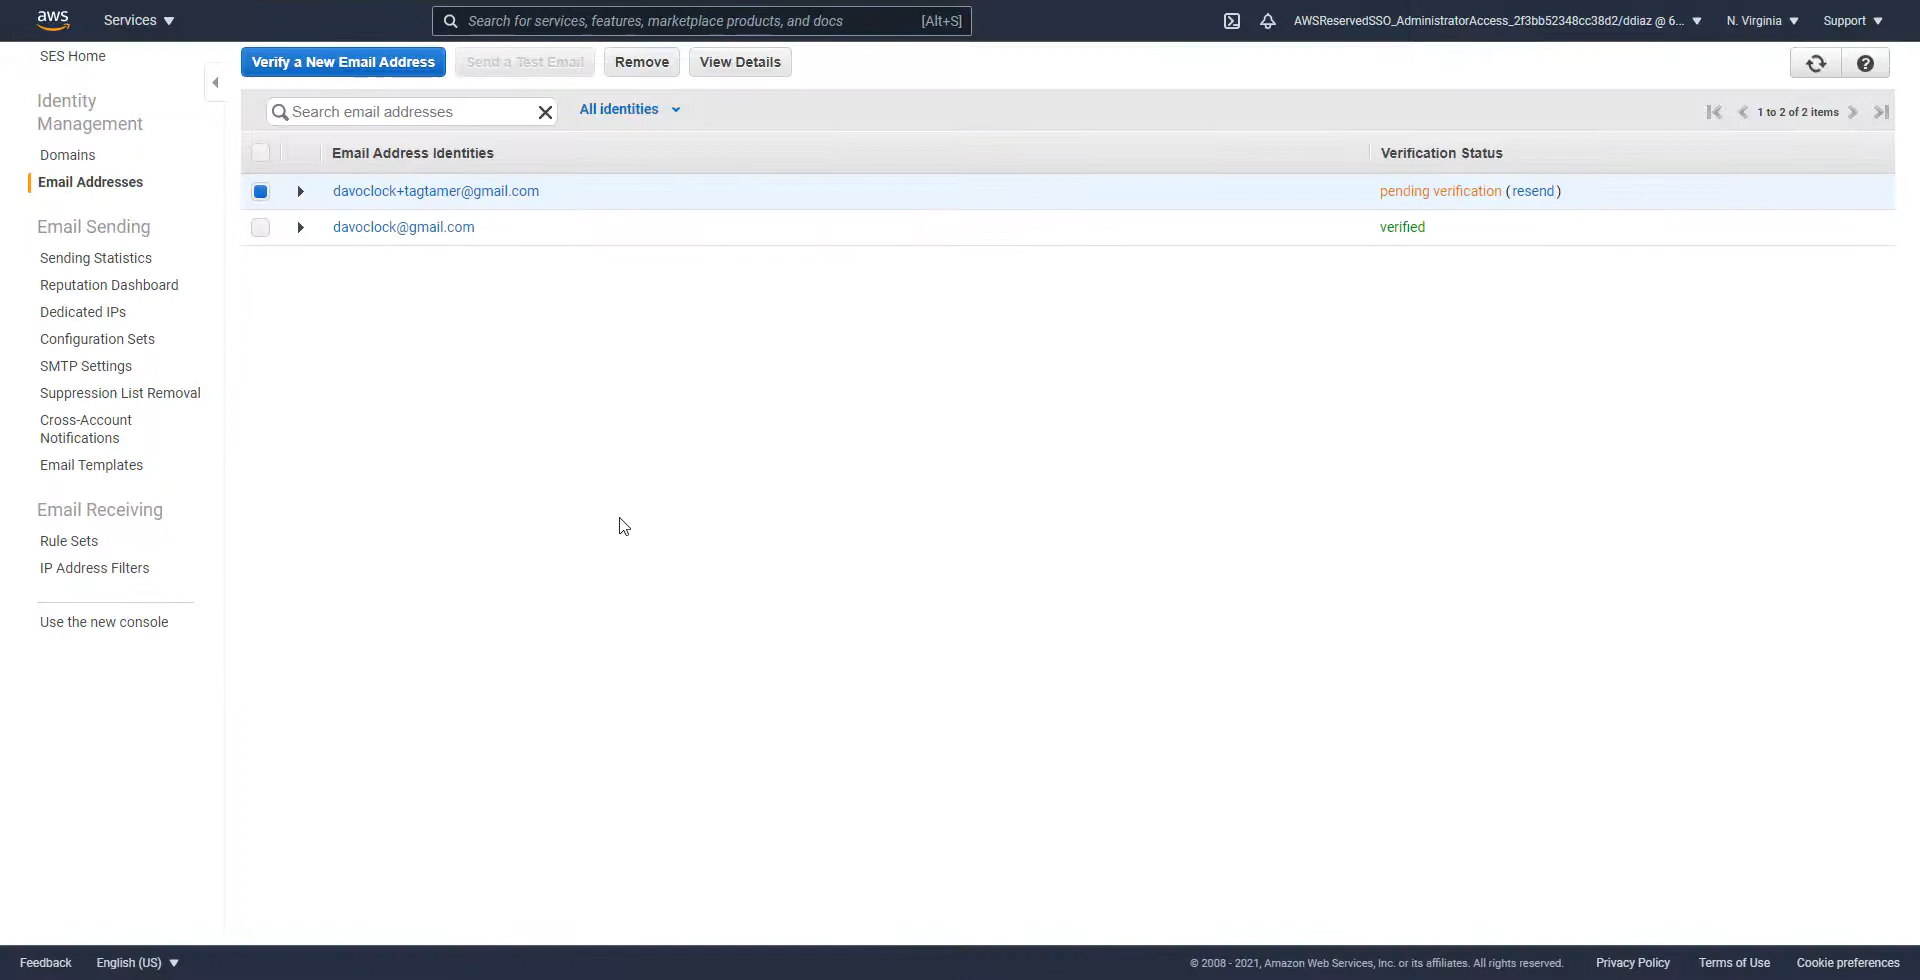 aws
Services
Search for services, features, marketplace products, and docs
[Alt+S]
AWSReservedSSO_AdministratorAccess_2f3bb52348cc38d2/ddiaz @ 6...
N. Virginia
Support
SES Home
Identity
Management
Domains
Email Addresses
Email Sending
Sending Statistics
Reputation Dashboard
Dedicated IPs
Configuration Sets
SMTP Settings
Suppression List Removal
Cross-Account
Notifications
Email Templates
Email Receiving
Rule Sets
IP Address Filters
Use the new console
Verify a New Email Address
Send a Test Email
Remove
View Details
Search email addresses
All identities
1 to 2 of 2 items
Email Address Identities
Verification Status
davoclock+tagtamer@gmail.com
pending verification (resend)
davoclock@gmail.com
verified
Feedback
English (US)
© 2008 - 2021, Amazon Web Services, Inc. or its affiliates. All rights reserved.
Privacy Policy
Terms of Use
Cookie preferences